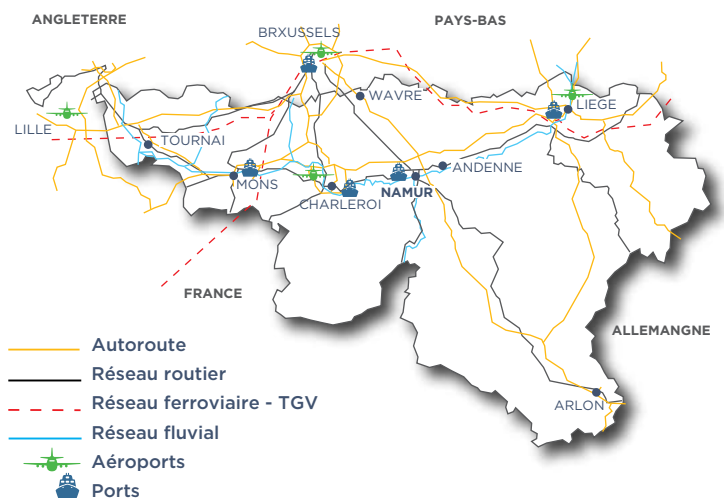 ANGLETERRE
PAYS-BAS
BRXUSSELS
WAVRE
LIEGE
LILLE
TOURNAI
ANDENNE
MONS
NAMUR
CHARLEROI
FRANCE
ALLEMANGNE
ARLON
Autoroute
Réseau routier
Réseau ferroviaire - TGV
Réseau fluvial
Aéroports
Ports